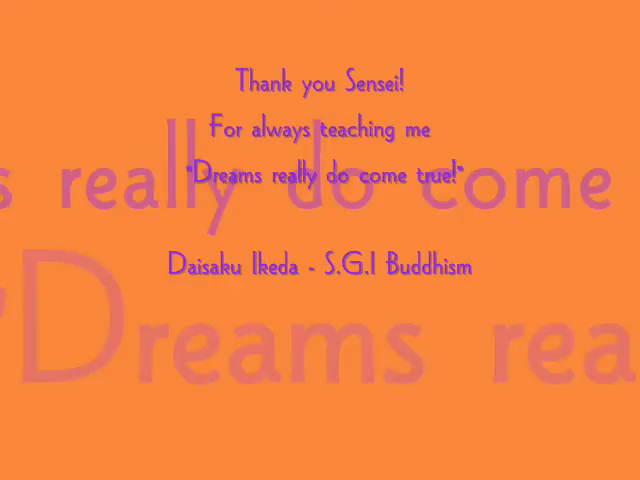 Thank you Sensei!
For always teaching me
"Dreams really do come true!"
Daisaku Ikeda - S.G.I Buddhism
s really do come
"Dreams rea